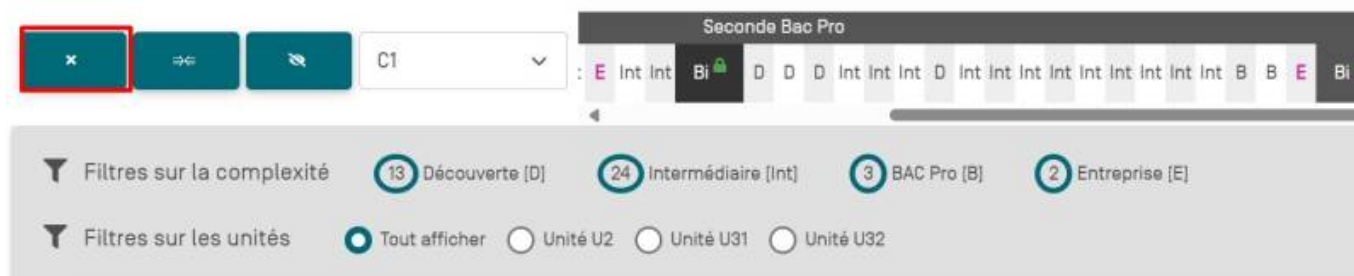 Seconde Bac Pro
C1
: E Int Int Bi D D D Int Int Int D Int Int Int Int Int Int Int Int Int B B E Bi
Filtres sur la complexité 13 Découverte [D] 24 Intermédiaire [Int] 3 BAC Pro [B] 2 Entreprise [E]
Filtres sur les unités Tout afficher Unité U2 Unité U31 Unité U32